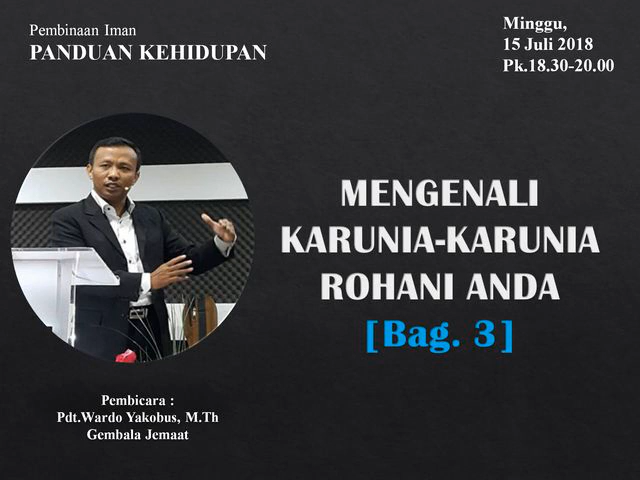 Pembinaan Iman
PANDUAN KEHIDUPAN
Minggu,
15 Juli 2018
Pk.18.30-20.00
MENGENALI
KARUNIA-KARUNIA
ROHANI ANDA
[Bag. 3]
Pembicara :
Pdt.Wardo Yakobus, M.Th
Gembala Jemaat